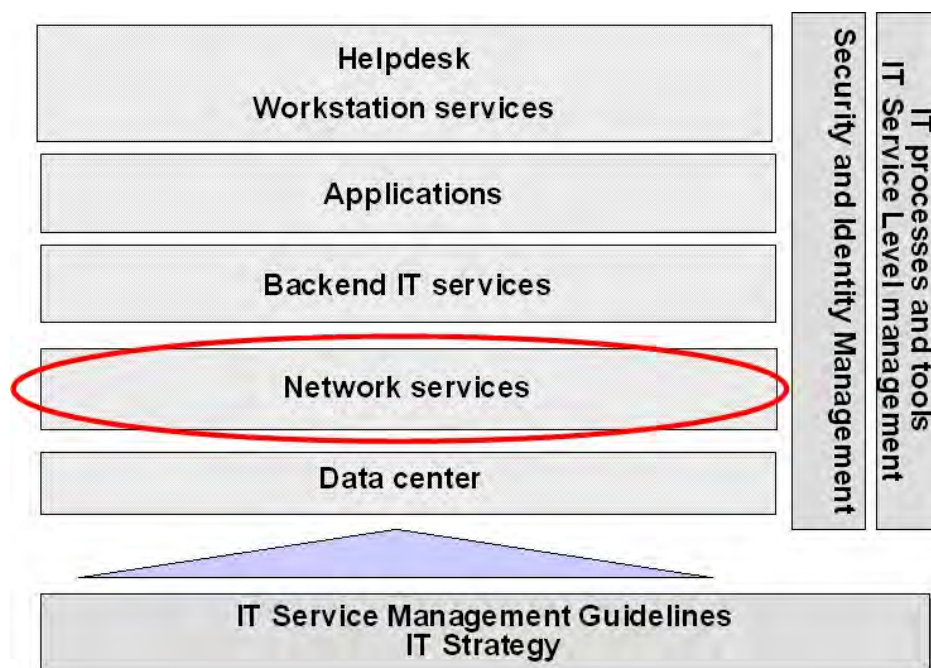 Helpdesk
Workstation services
Applications
Backend IT services
Network services
Data center
Security and Identity Management
IT processes and tools
IT Service Level management
IT Service Management Guidelines
IT Strategy